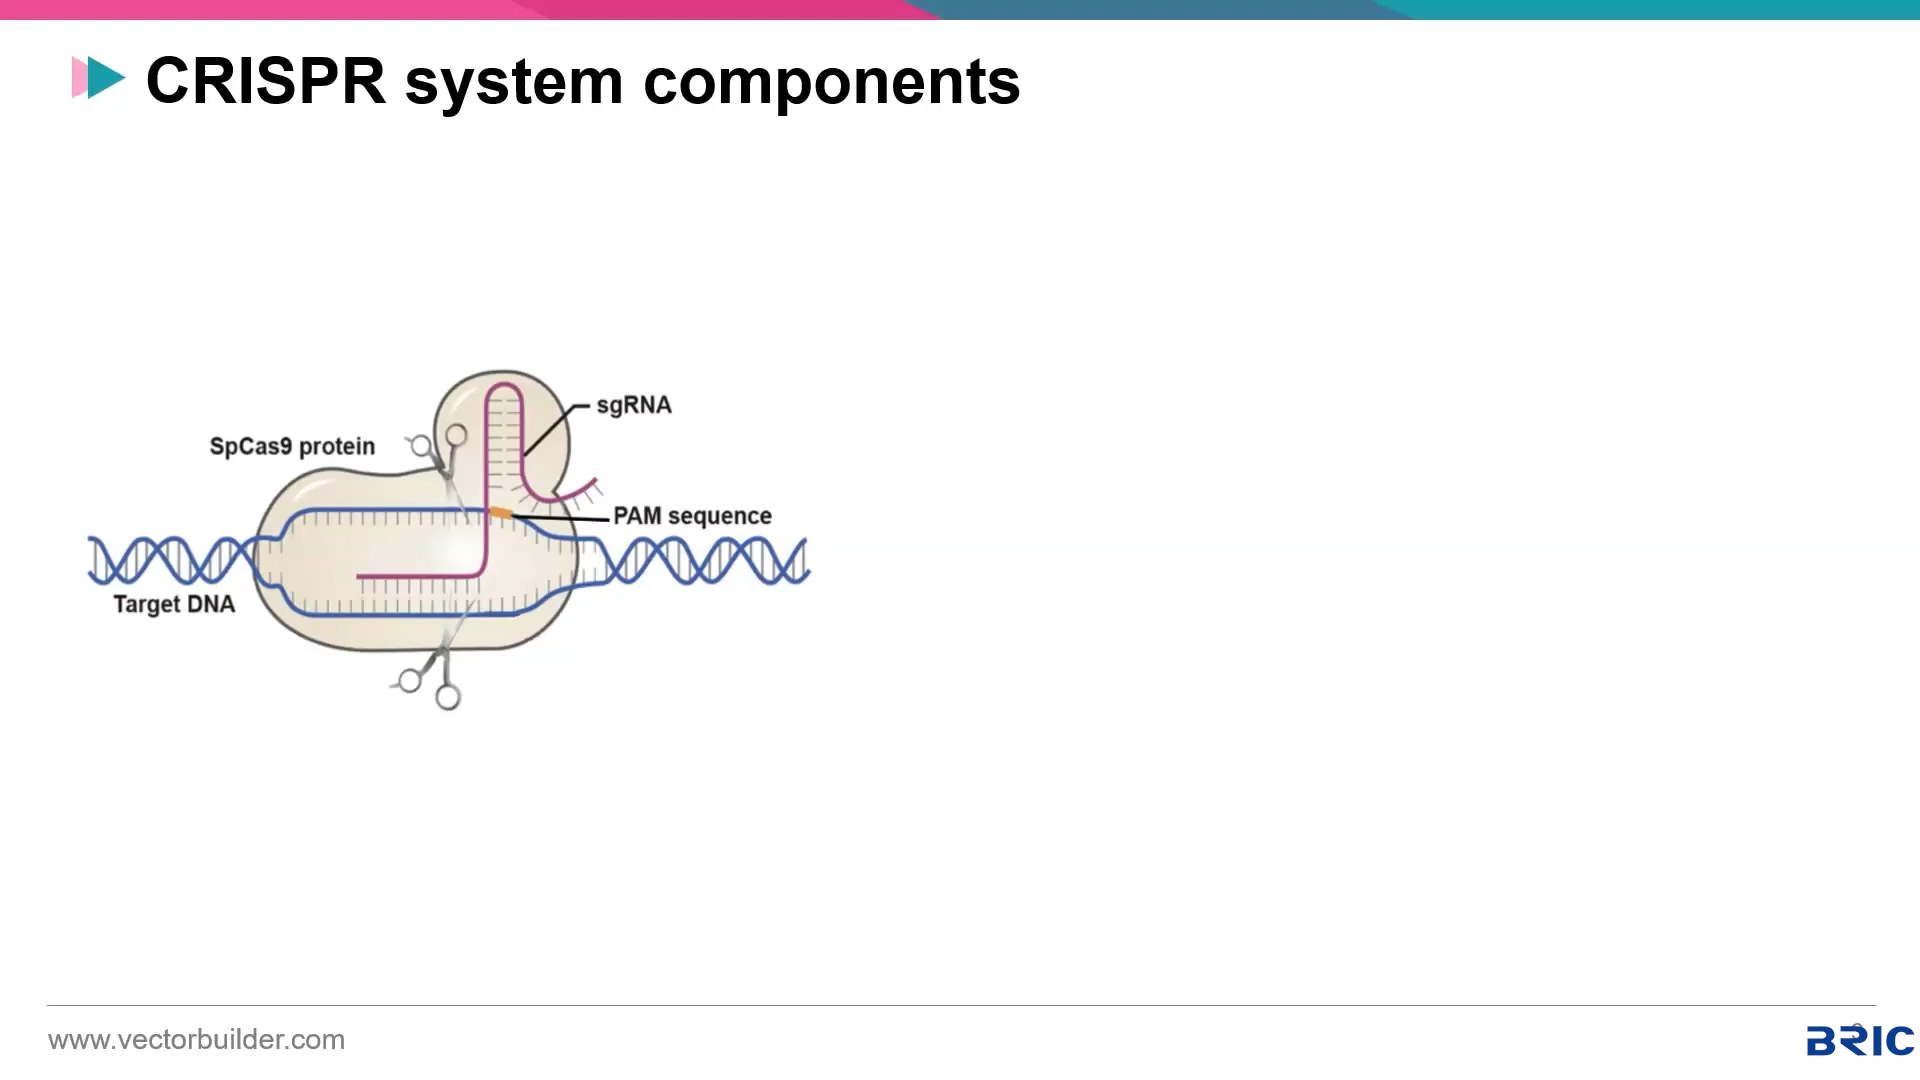 CRISPR system components
sgRNA
SpCas9 protein
PAM sequence
Target DNA
www.vectorbuilder.com
BRIC